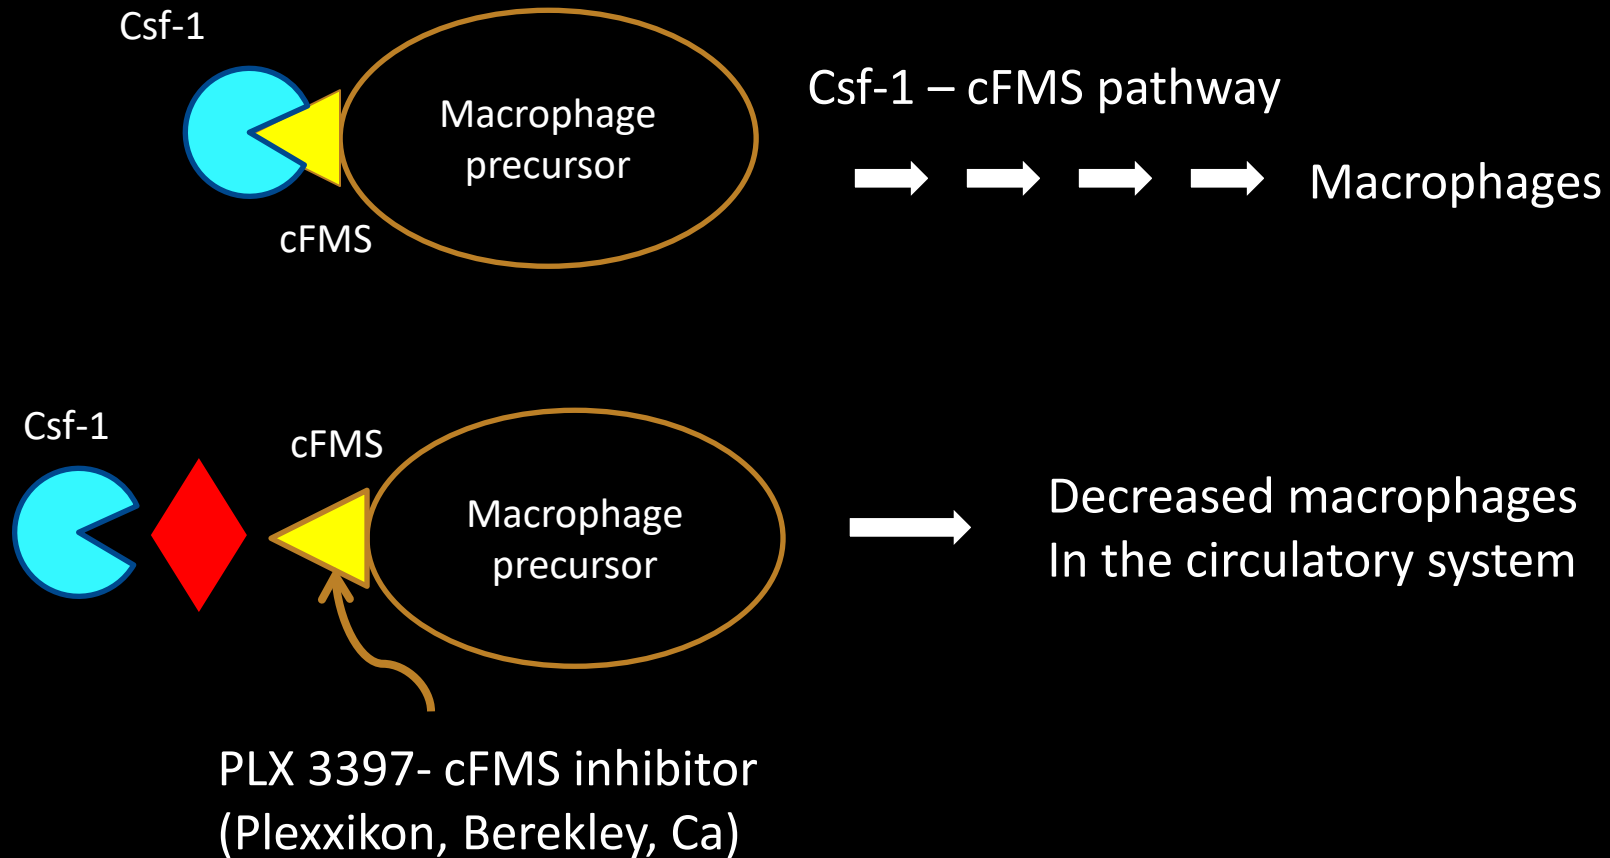 Csf-1
Macrophage
precursor
cFMS
Csf-1 – cFMS pathway
Macrophages
Csf-1
cFMS
Macrophage
precursor
Decreased macrophages
In the circulatory system
PLX 3397- cFMS inhibitor
(Plexxikon, Berekley, Ca)